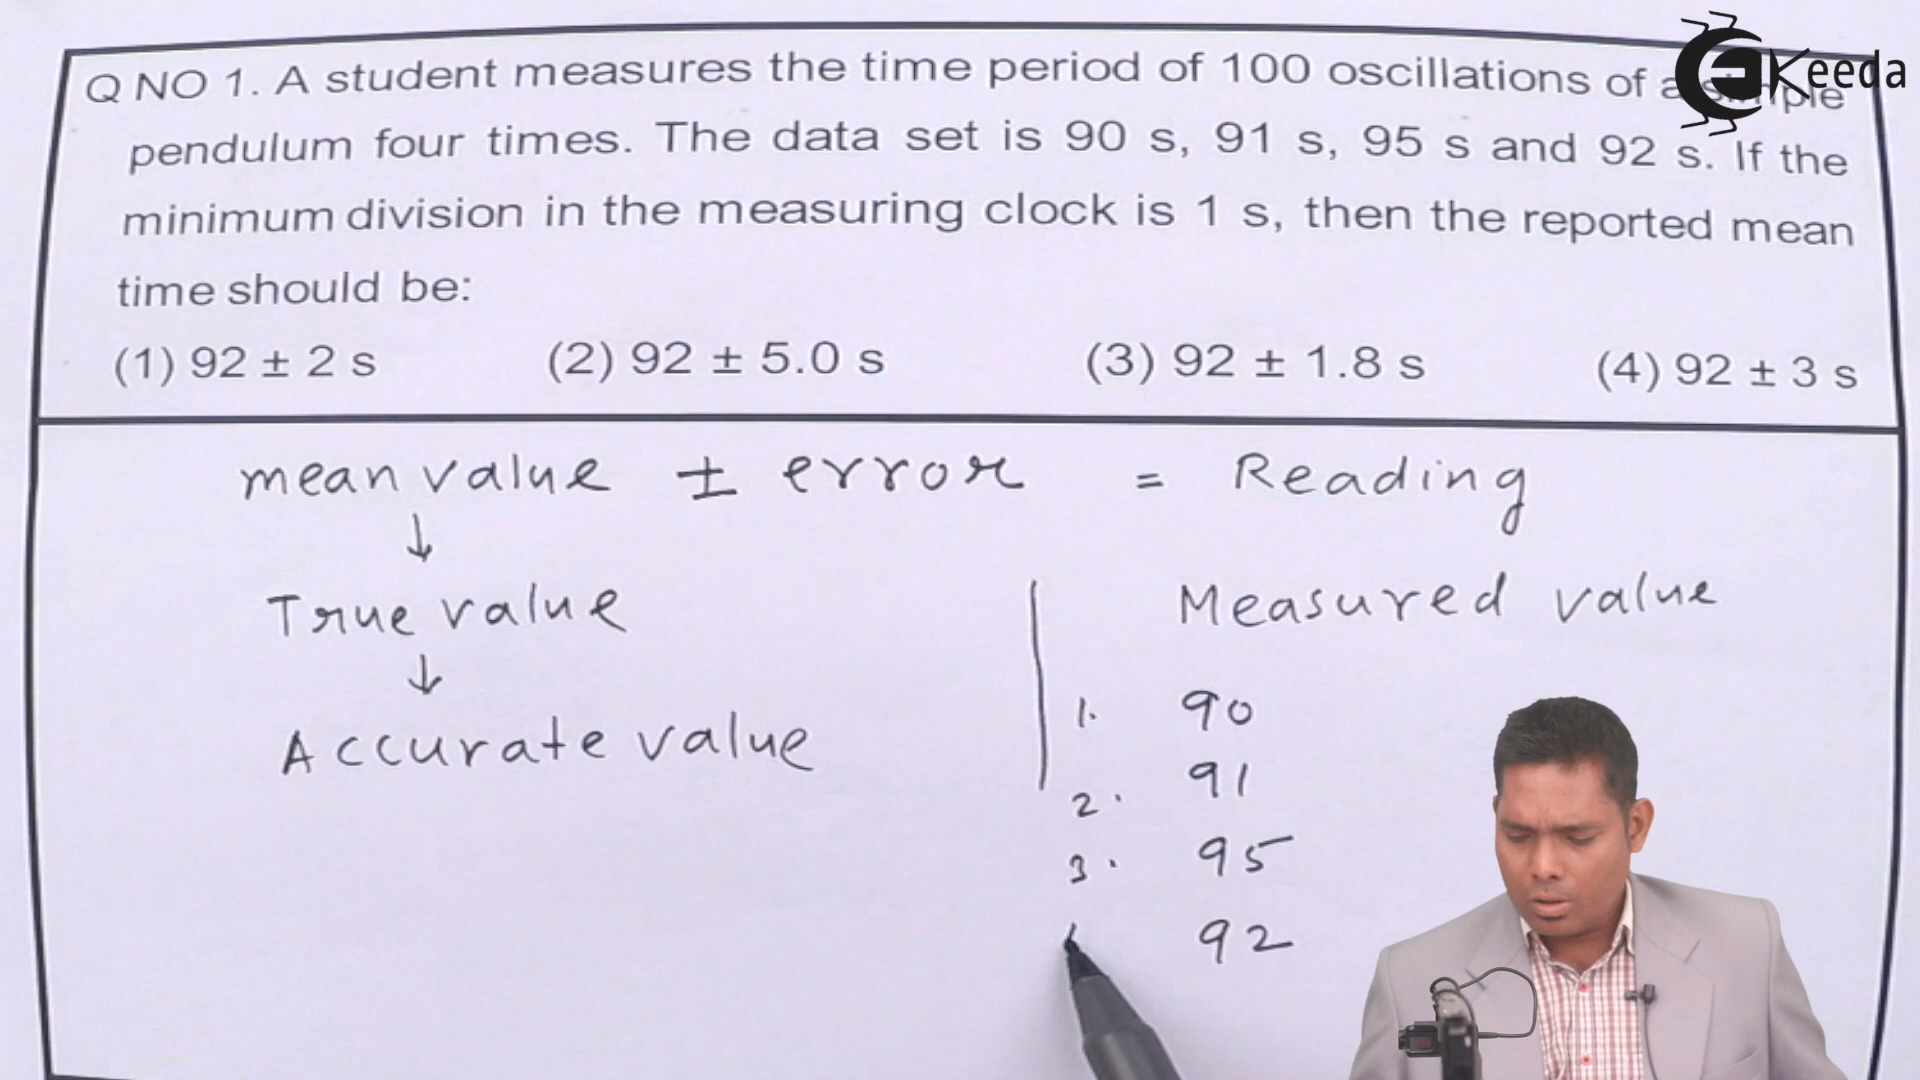 Q NO 1. A student measures the time period of 100 oscillations of a simple
pendulum four times. The data set is 90 s, 91 s, 95 s and 92 s. If the
minimum division in the measuring clock is 1 s, then the reported mean
time should be:
(1) 92 ± 2 s (2) 92 ± 5.0 s (3) 92 ± 1.8 s (4) 92 ± 3 s
Keeda
mean value ± error = Reading
↓
True value
↓
Accurate value
Measured value
1. 90
2. 91
3. 95
92